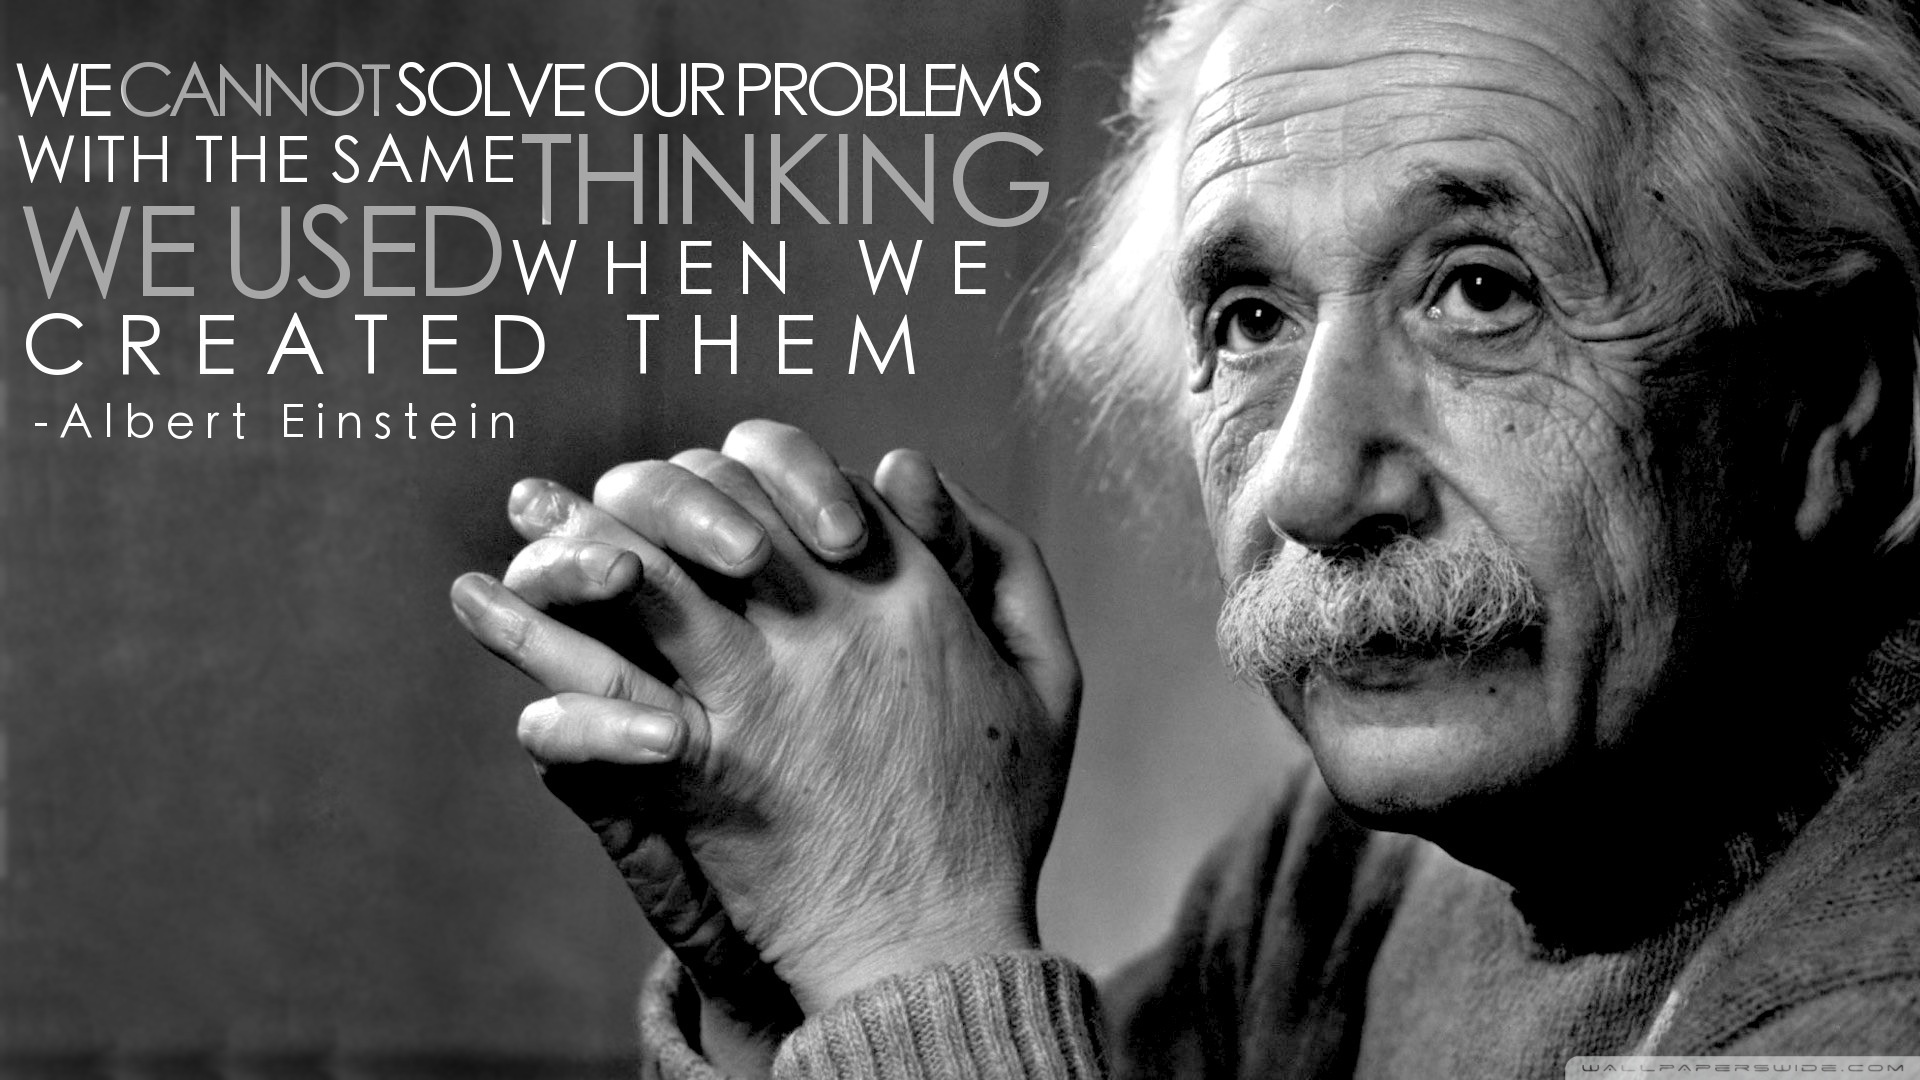 WE CANNOT SOLVE OUR PROBLEMS
WITH THE SAME THINKING
WE USED WHEN WE
CREATED THEM
-Albert Einstein
WALLPAPERSWIDE.COM